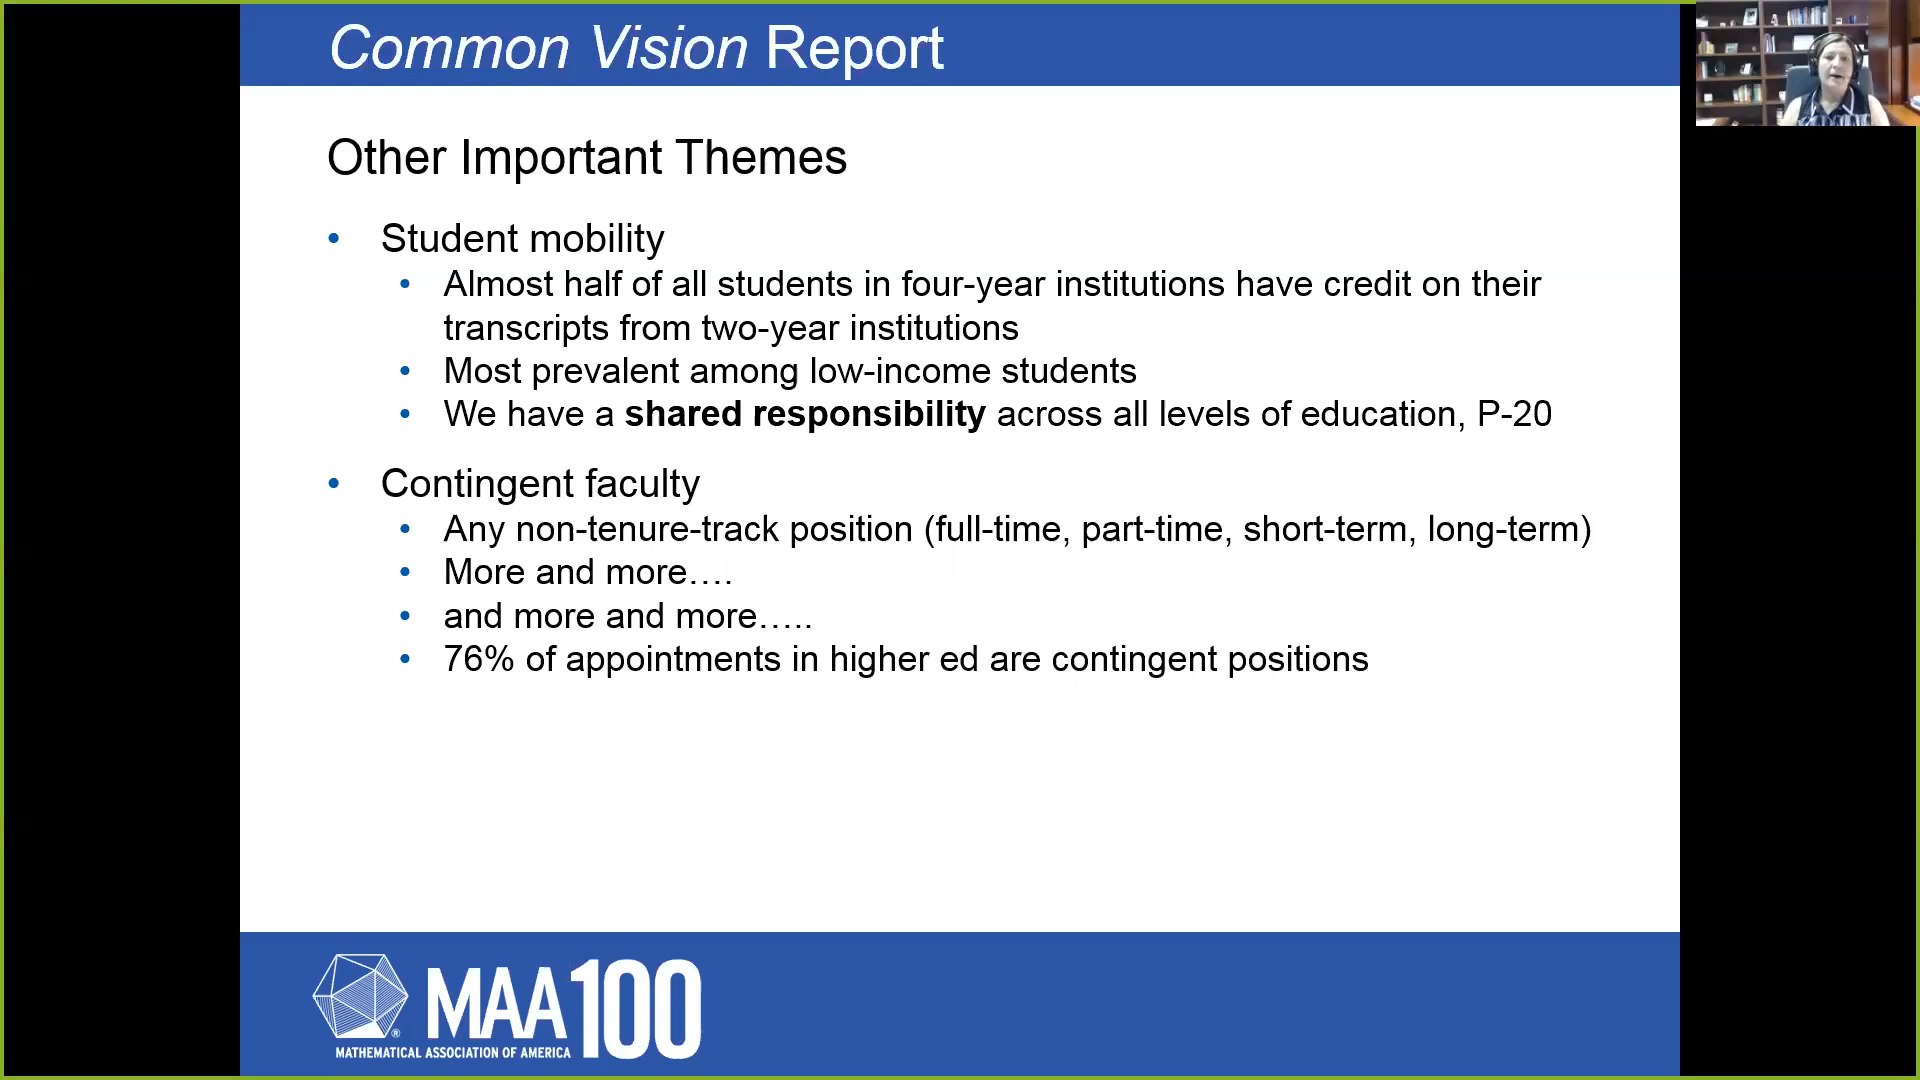 Common Vision Report
Other Important Themes
• Student mobility
• Almost half of all students in four-year institutions have credit on their
transcripts from two-year institutions
• Most prevalent among low-income students
• We have a shared responsibility across all levels of education, P-20
• Contingent faculty
• Any non-tenure-track position (full-time, part-time, short-term, long-term)
• More and more….
• and more and more…..
• 76% of appointments in higher ed are contingent positions
® MAA100
MATHEMATICAL ASSOCIATION OF AMERICA